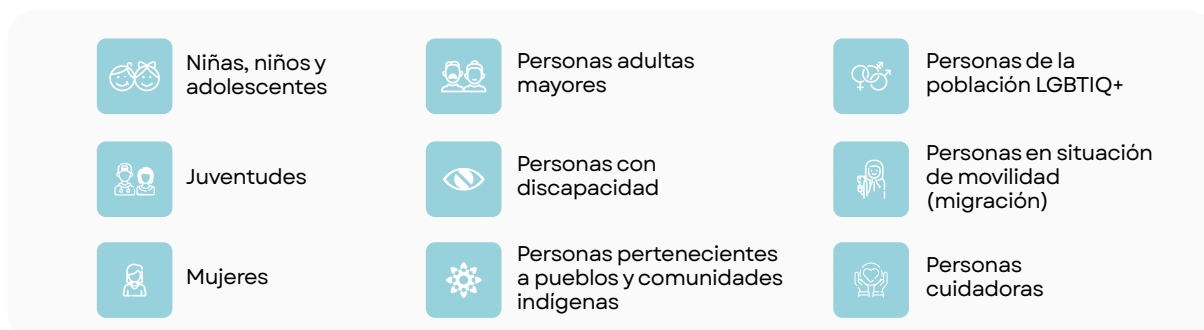 Niñas, niños y
adolescentes
Juventudes
Mujeres
Personas adultas
mayores
Personas con
discapacidad
Personas pertenecientes
a pueblos y comunidades
indígenas
Personas de la
población LGBTIQ+
Personas en situación
de movilidad
(migración)
Personas
cuidadoras